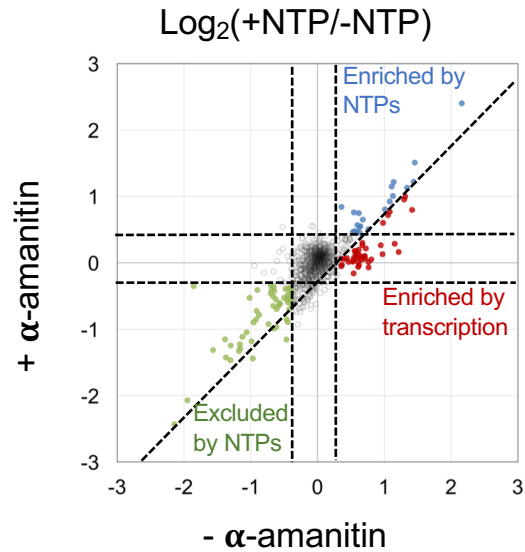 Log₂(+NTP/-NTP)
3
2
1
0
-1
-2
-3
-3
-2
-1
0
1
2
3
Enriched by
NTPs
Enriched by
transcription
Excluded
by NTPs
+ α-amanitin
- α-amanitin